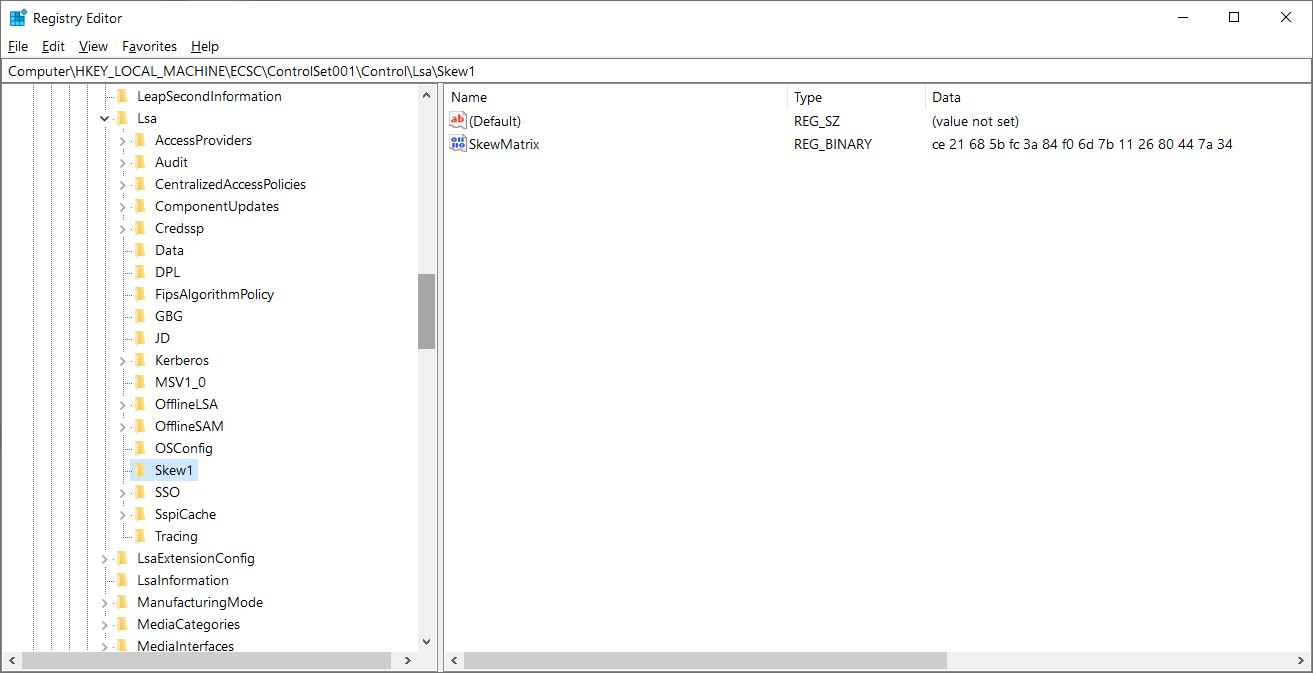 Registry Editor
File Edit View Favorites Help
Computer\HKEY_LOCAL_MACHINE\ECSC\ControlSet001\Control\Lsa\Skew1
LeapSecondInformation
Lsa
AccessProviders
Audit
CentralizedAccessPolicies
ComponentUpdates
Credssp
Data
DPL
FipsAlgorithmPolicy
GBG
JD
Kerberos
MSV1_0
OfflineLSA
OfflineSAM
OSConfig
Skew1
SSO
SspiCache
Tracing
LsaExtensionConfig
LsaInformation
ManufacturingMode
MediaCategories
MediaInterfaces
Name Type Data
(Default) REG_SZ (value not set)
SkewMatrix REG_BINARY ce 21 68 5b fc 3a 84 f0 6d 7b 11 26 80 44 7a 34